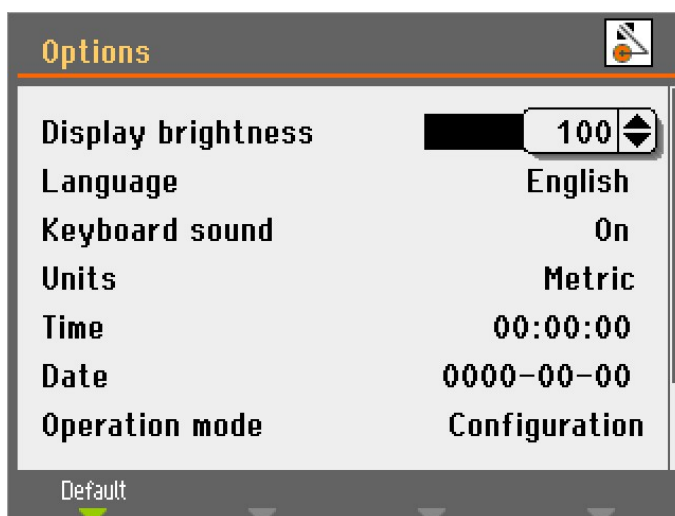 Options
Display brightness 100
Language English
Keyboard sound On
Units Metric
Time 00:00:00
Date 0000-00-00
Operation mode Configuration
Default